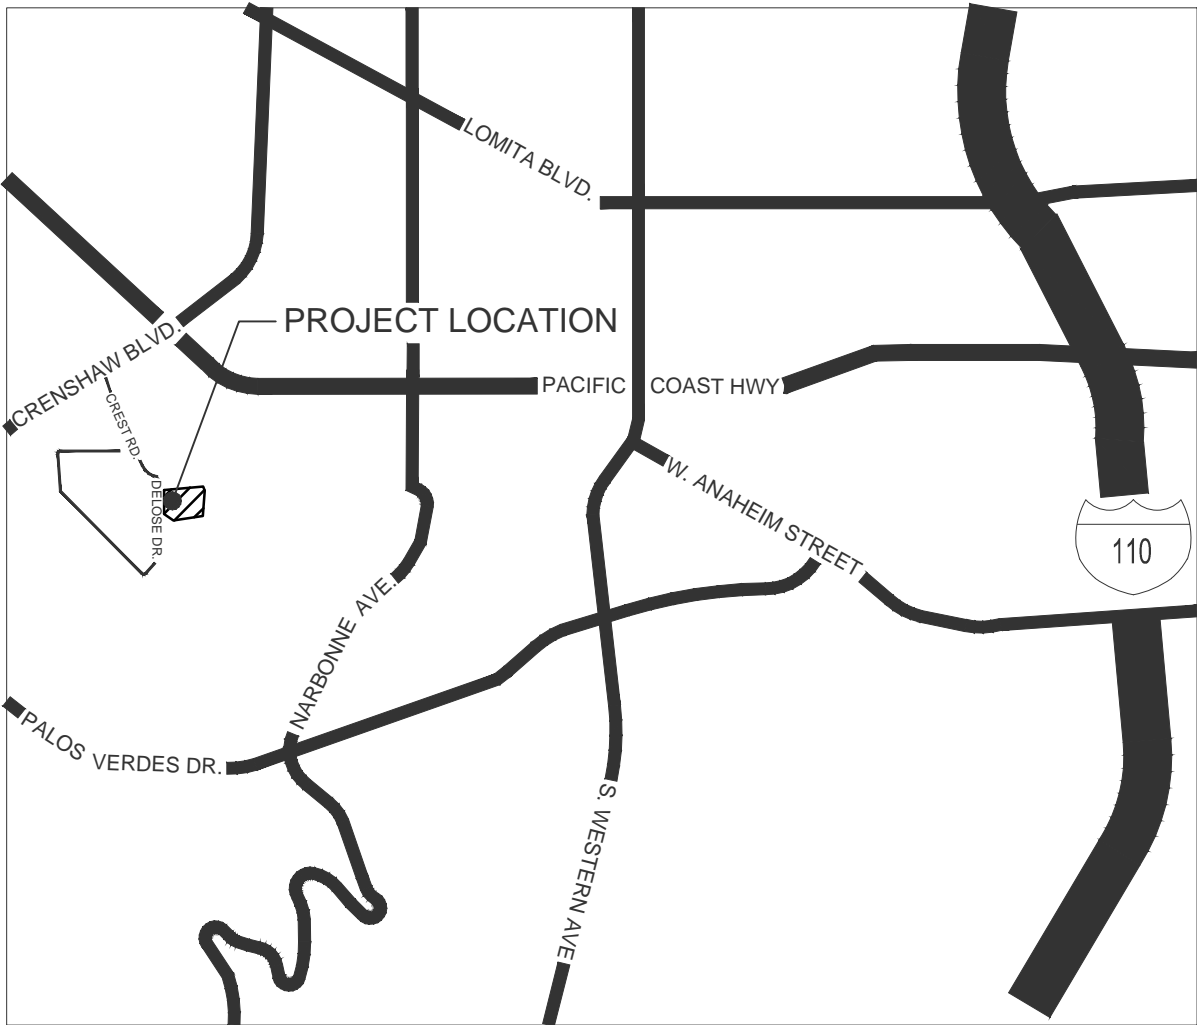 LOMITA BLVD.
PROJECT LOCATION
CRENSHAW BLVD.
PACIFIC COAST HWY
CREST RD.
DELOSE DR.
W. ANAHEIM STREET
110
NARBONNE AVE.
PALOS VERDES DR.
S. WESTERN AVE